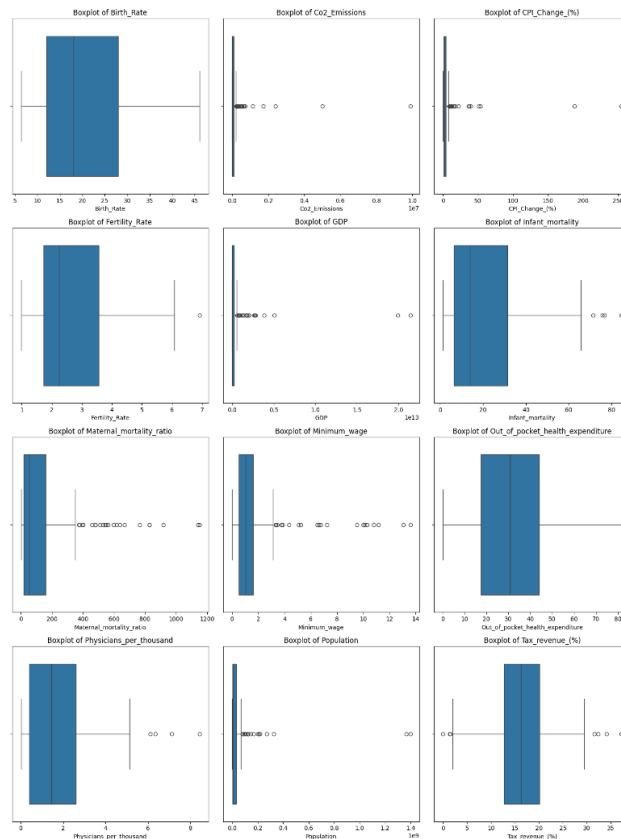 Boxplot of Birth_Rate
Boxplot of Co2_Emissions
Boxplot of CPI_Change_(%)
5 10 15 20 25 30 35 40 45
0.0 0.2 0.4 0.6 0.8 1.0
0 50 100 150 200 250
1e7
Birth_Rate
Co2_Emissions
CPI_Change_(%)
Boxplot of Fertility_Rate
Boxplot of GDP
Boxplot of Infant_mortality
1 2 3 4 5 6 7
0.0 0.5 1.0 1.5 2.0
0 20 40 60 80
1e13
Fertility_Rate
GDP
Infant_mortality
Boxplot of Maternal_mortality_ratio
Boxplot of Minimum_wage
Boxplot of Out_of_pocket_health_expenditure
0 200 400 600 800 1000 1200
0 2 4 6 8 10 12 14
0 10 20 30 40 50 60 70 80
Maternal_mortality_ratio
Minimum_wage
Out_of_pocket_health_expenditure
Boxplot of Physicians_per_thousand
Boxplot of Population
Boxplot of Tax_revenue_(%)
0 2 4 6 8
0.0 0.2 0.4 0.6 0.8 1.0 1.2 1.4
0 5 10 15 20 25 30 35
1e9
Physicians_per_thousand
Population
Tax_revenue_(%)